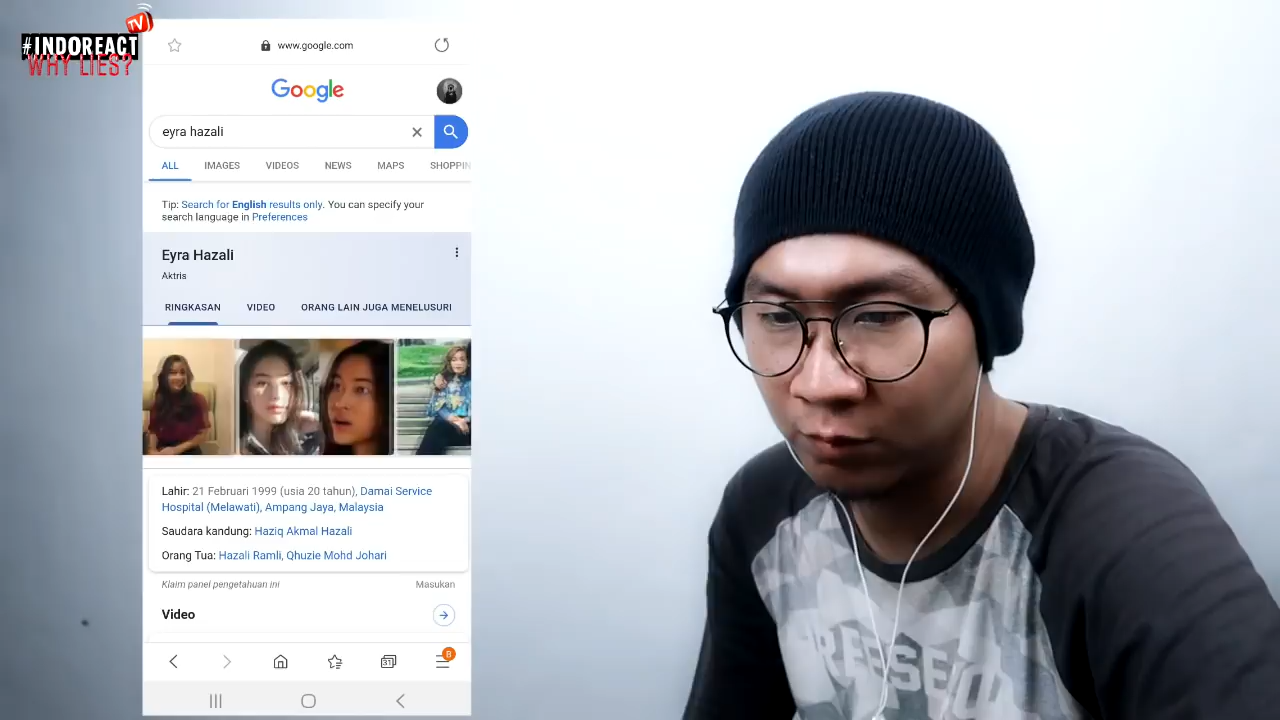 #INDOREACT
TV
WHY LIES?
www.google.com
Google
eyra hazali
ALL IMAGES VIDEOS NEWS MAPS SHOPPIN
Tip: Search for English results only. You can specify your
search language in Preferences
Eyra Hazali
Aktris
RINGKASAN VIDEO ORANG LAIN JUGA MENELUSURI
Lahir: 21 Februari 1999 (usia 20 tahun), Damai Service
Hospital (Melawati), Ampang Jaya, Malaysia
Saudara kandung: Haziq Akmal Hazali
Orang Tua: Hazali Ramli, Qhuzie Mohd Johari
Klaim panel pengetahuan ini Masukan
Video
31
8